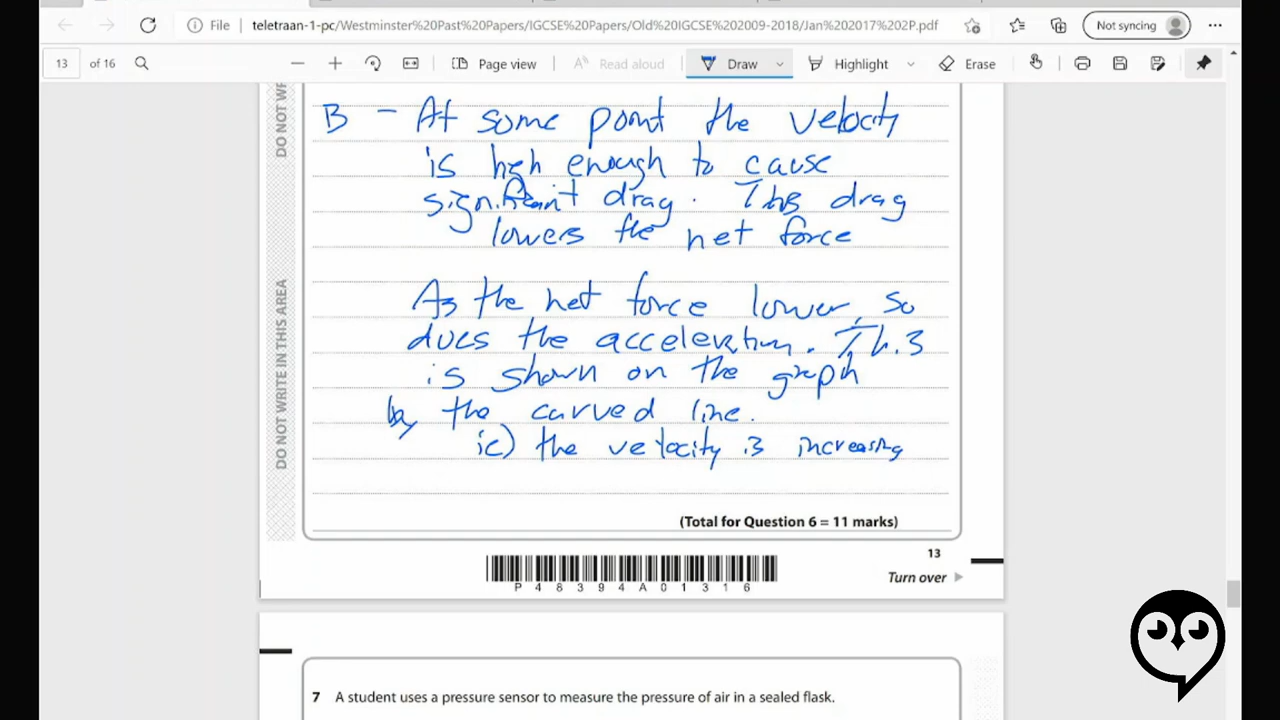 File
teletraan-1-pc/Westminster%20Past%20Papers/IGCSE%20Papers/Old%20IGCSE%202009-2018/Jan%202017%202P.pdf
Not syncing
13 of 16
Page view
Read aloud
Draw
Highlight
Erase
DO NOT WR
B - At some point the velocity
is high enough to cause
significant drag. This drag
lowers the net force
As the net force lower, so
does the acceleration. This
is shown on the graph
by the curved line.
ie) the velocity is increasing
DO NOT WRITE IN THIS AREA
(Total for Question 6 = 11 marks)
P 4 8 3 9 4 A 0 1 3 1 6
13
Turn over
7 A student uses a pressure sensor to measure the pressure of air in a sealed flask.